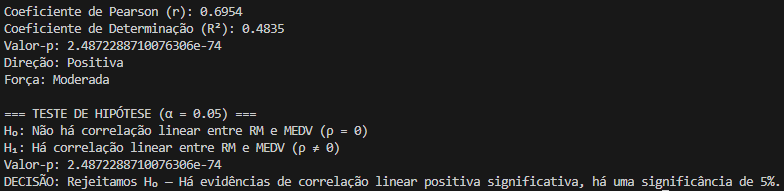 Coeficiente de Pearson (r): 0.6954
Coeficiente de Determinação (R²): 0.4835
Valor-p: 2.4872288710076306e-74
Direção: Positiva
Força: Moderada
=== TESTE DE HIPÓTESE (α = 0.05) ===
H₀: Não há correlação linear entre RM e MEDV (ρ = 0)
H₁: Há correlação linear entre RM e MEDV (ρ ≠ 0)
Valor-p: 2.4872288710076306e-74
DECISÃO: Rejeitamos H₀ — Há evidências de correlação linear positiva significativa, há uma significância de 5%.